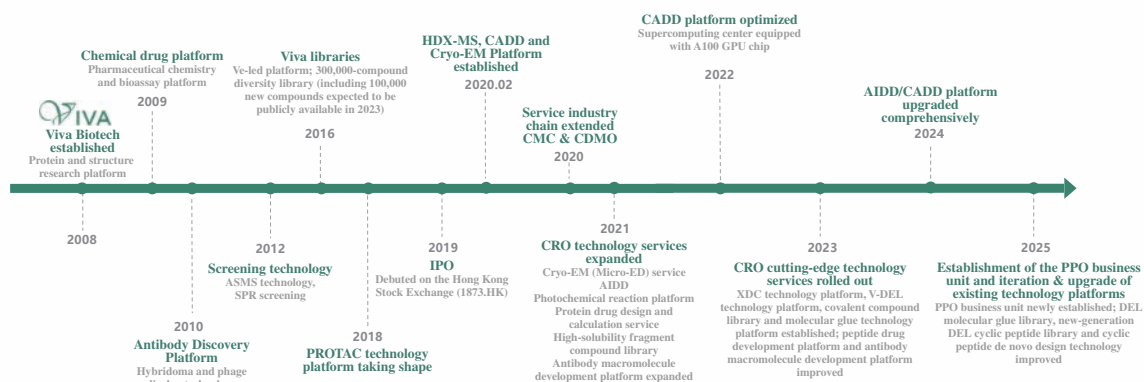 VIVA
Viva Biotech
established
Protein and structure
research platform
2008
Chemical drug platform
Pharmaceutical chemistry
and bioassay platform
2009
2010
Antibody Discovery
Platform
Hybridoma and phage
2012
Screening technology
ASMS technology,
SPR screening
Viva libraries
Ve-led platform; 300,000-compound
diversity library (including 100,000
new compounds expected to be
publicly available in 2023)
2016
2018
PROTAC technology
platform taking shape
2019
IPO
Debuted on the Hong Kong
Stock Exchange (1873.HK)
HDX-MS, CADD and
Cryo-EM Platform
established
2020.02
Service industry
chain extended
CMC & CDMO
2020
2021
CRO technology services
expanded
Cryo-EM (Micro-ED) service
AIDD
Photochemical reaction platform
Protein drug design and
calculation service
High-solubility fragment
compound library
Antibody macromolecule
development platform expanded
CADD platform optimized
Supercomputing center equipped
with A100 GPU chip
2022
2023
CRO cutting-edge technology
services rolled out
XDC technology platform, V-DEL
technology platform, covalent compound
library and molecular glue technology
platform established; peptide drug
development platform and antibody
macromolecule development platform
improved
AIDD/CADD platform
upgraded
comprehensively
2024
2025
Establishment of the PPO business
unit and iteration & upgrade of
existing technology platforms
PPO business unit newly established; DEL
molecular glue library, new-generation
DEL cyclic peptide library and cyclic
peptide de novo design technology
improved